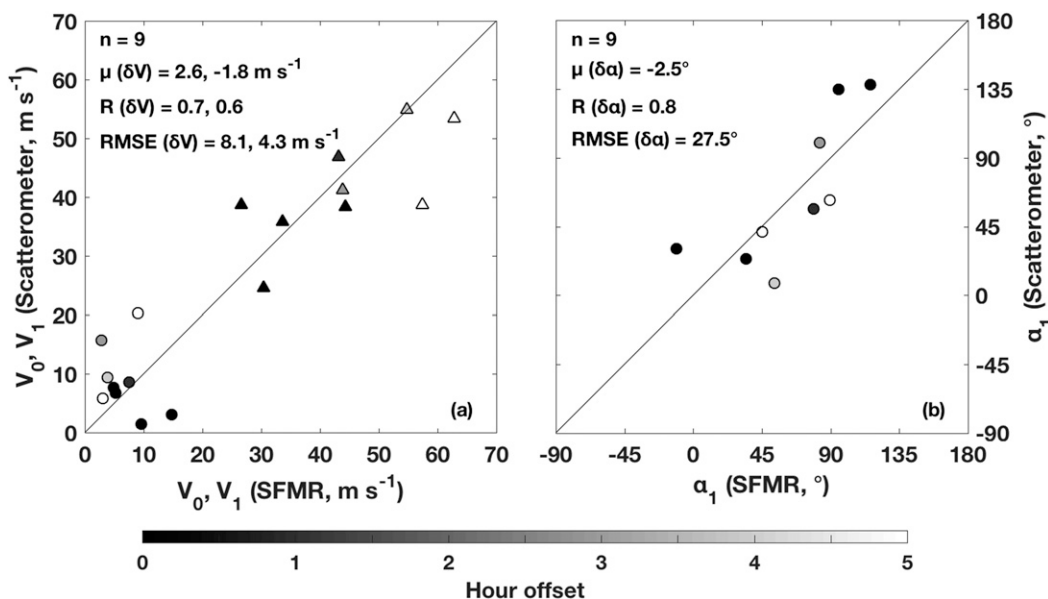 n = 9
μ (δV) = 2.6, -1.8 m s⁻¹
R (δV) = 0.7, 0.6
RMSE (δV) = 8.1, 4.3 m s⁻¹
(a)
V₀, V₁ (Scatterometer, m s⁻¹)
70
60
50
40
30
20
10
0
0 10 20 30 40 50 60 70
V₀, V₁ (SFMR, m s⁻¹)
n = 9
μ (δα) = -2.5°
R (δα) = 0.8
RMSE (δα) = 27.5°
(b)
180
135
90
45
0
-45
-90
α₁ (Scatterometer, °)
-90 -45 0 45 90 135 180
α₁ (SFMR, °)
0 1 2 3 4 5
Hour offset